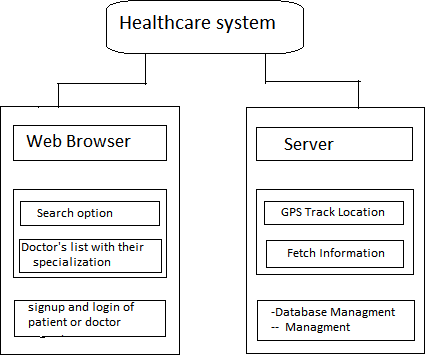 Healthcare system
Web Browser
Search option
Doctor's list with their
specialization
signup and login of
patient or doctor
Server
GPS Track Location
Fetch Information
-Database Managment
-- Managment